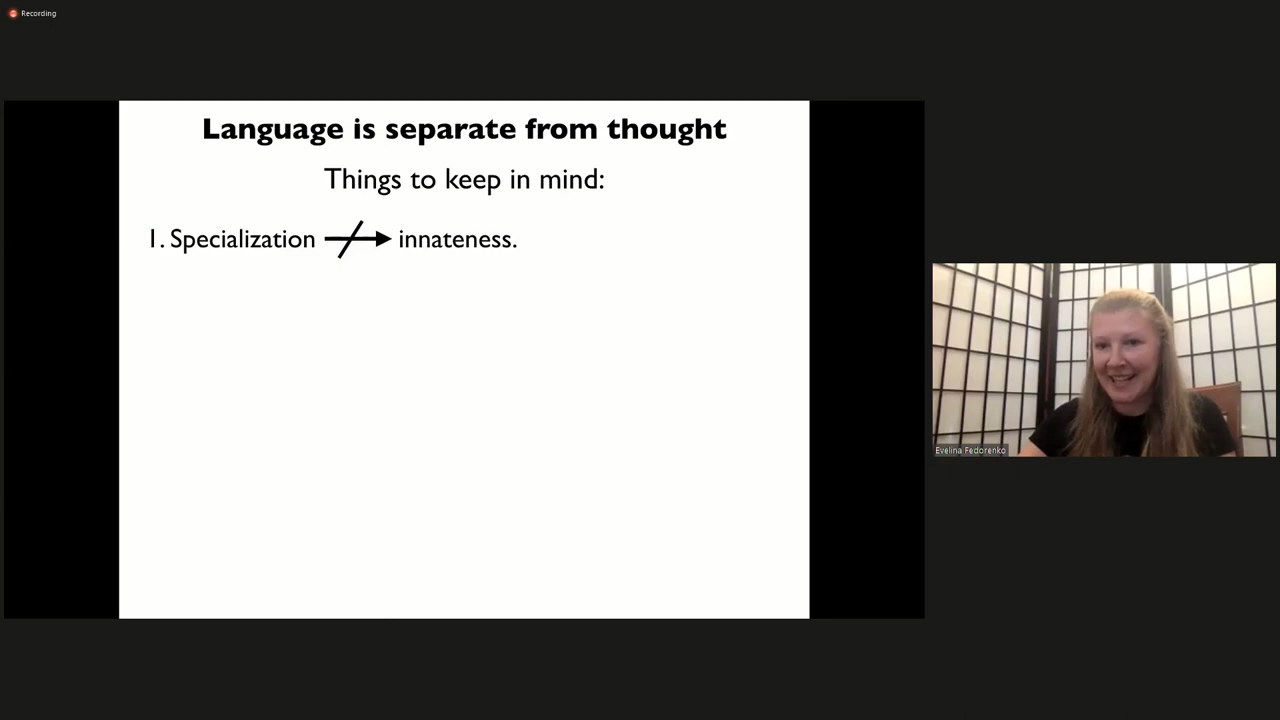 Recording
Language is separate from thought
Things to keep in mind:
1. Specialization innateness.
Evelina Fedorenko